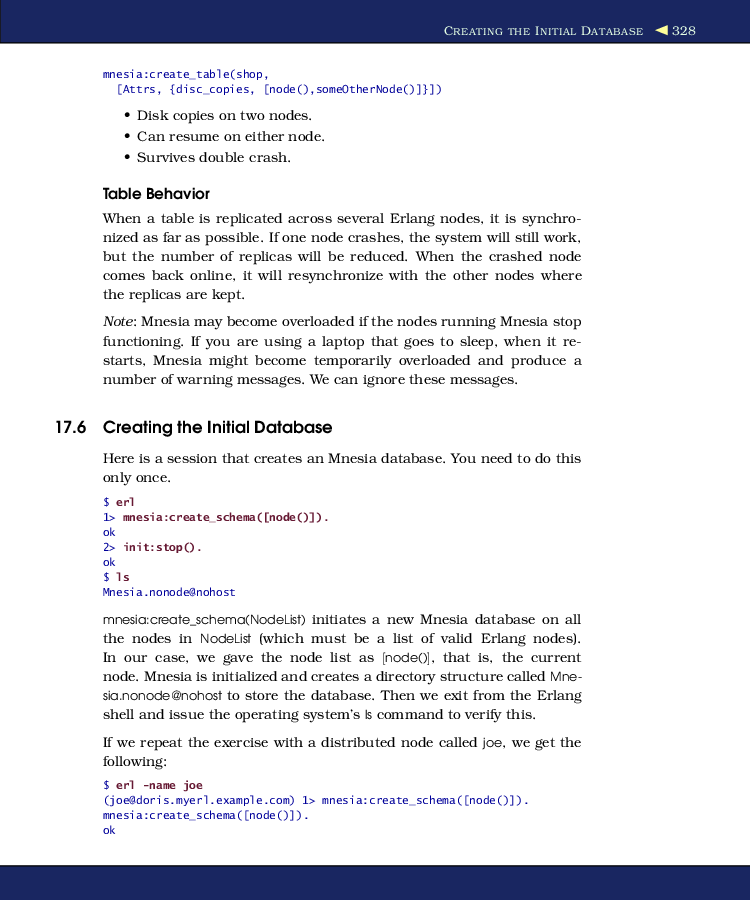 CREATING THE INITIAL DATABASE ◀ 328
mnesia:create_table(shop,
[Attrs, {disc_copies, [node(),someOtherNode()]}])
• Disk copies on two nodes.
• Can resume on either node.
• Survives double crash.
Table Behavior
When a table is replicated across several Erlang nodes, it is synchro-
nized as far as possible. If one node crashes, the system will still work,
but the number of replicas will be reduced. When the crashed node
comes back online, it will resynchronize with the other nodes where
the replicas are kept.
Note: Mnesia may become overloaded if the nodes running Mnesia stop
functioning. If you are using a laptop that goes to sleep, when it re-
starts, Mnesia might become temporarily overloaded and produce a
number of warning messages. We can ignore these messages.
17.6 Creating the Initial Database
Here is a session that creates an Mnesia database. You need to do this
only once.
$ erl
1> mnesia:create_schema([node()]).
ok
2> init:stop().
ok
$ ls
Mnesia.nonode@nohost
mnesia:create_schema(NodeList) initiates a new Mnesia database on all
the nodes in NodeList (which must be a list of valid Erlang nodes).
In our case, we gave the node list as [node()], that is, the current
node. Mnesia is initialized and creates a directory structure called Mne-
sia.nonode@nohost to store the database. Then we exit from the Erlang
shell and issue the operating system's ls command to verify this.
If we repeat the exercise with a distributed node called joe, we get the
following:
$ erl -name joe
(joe@doris.myerl.example.com) 1> mnesia:create_schema([node()]).
mnesia:create_schema([node()]).
ok